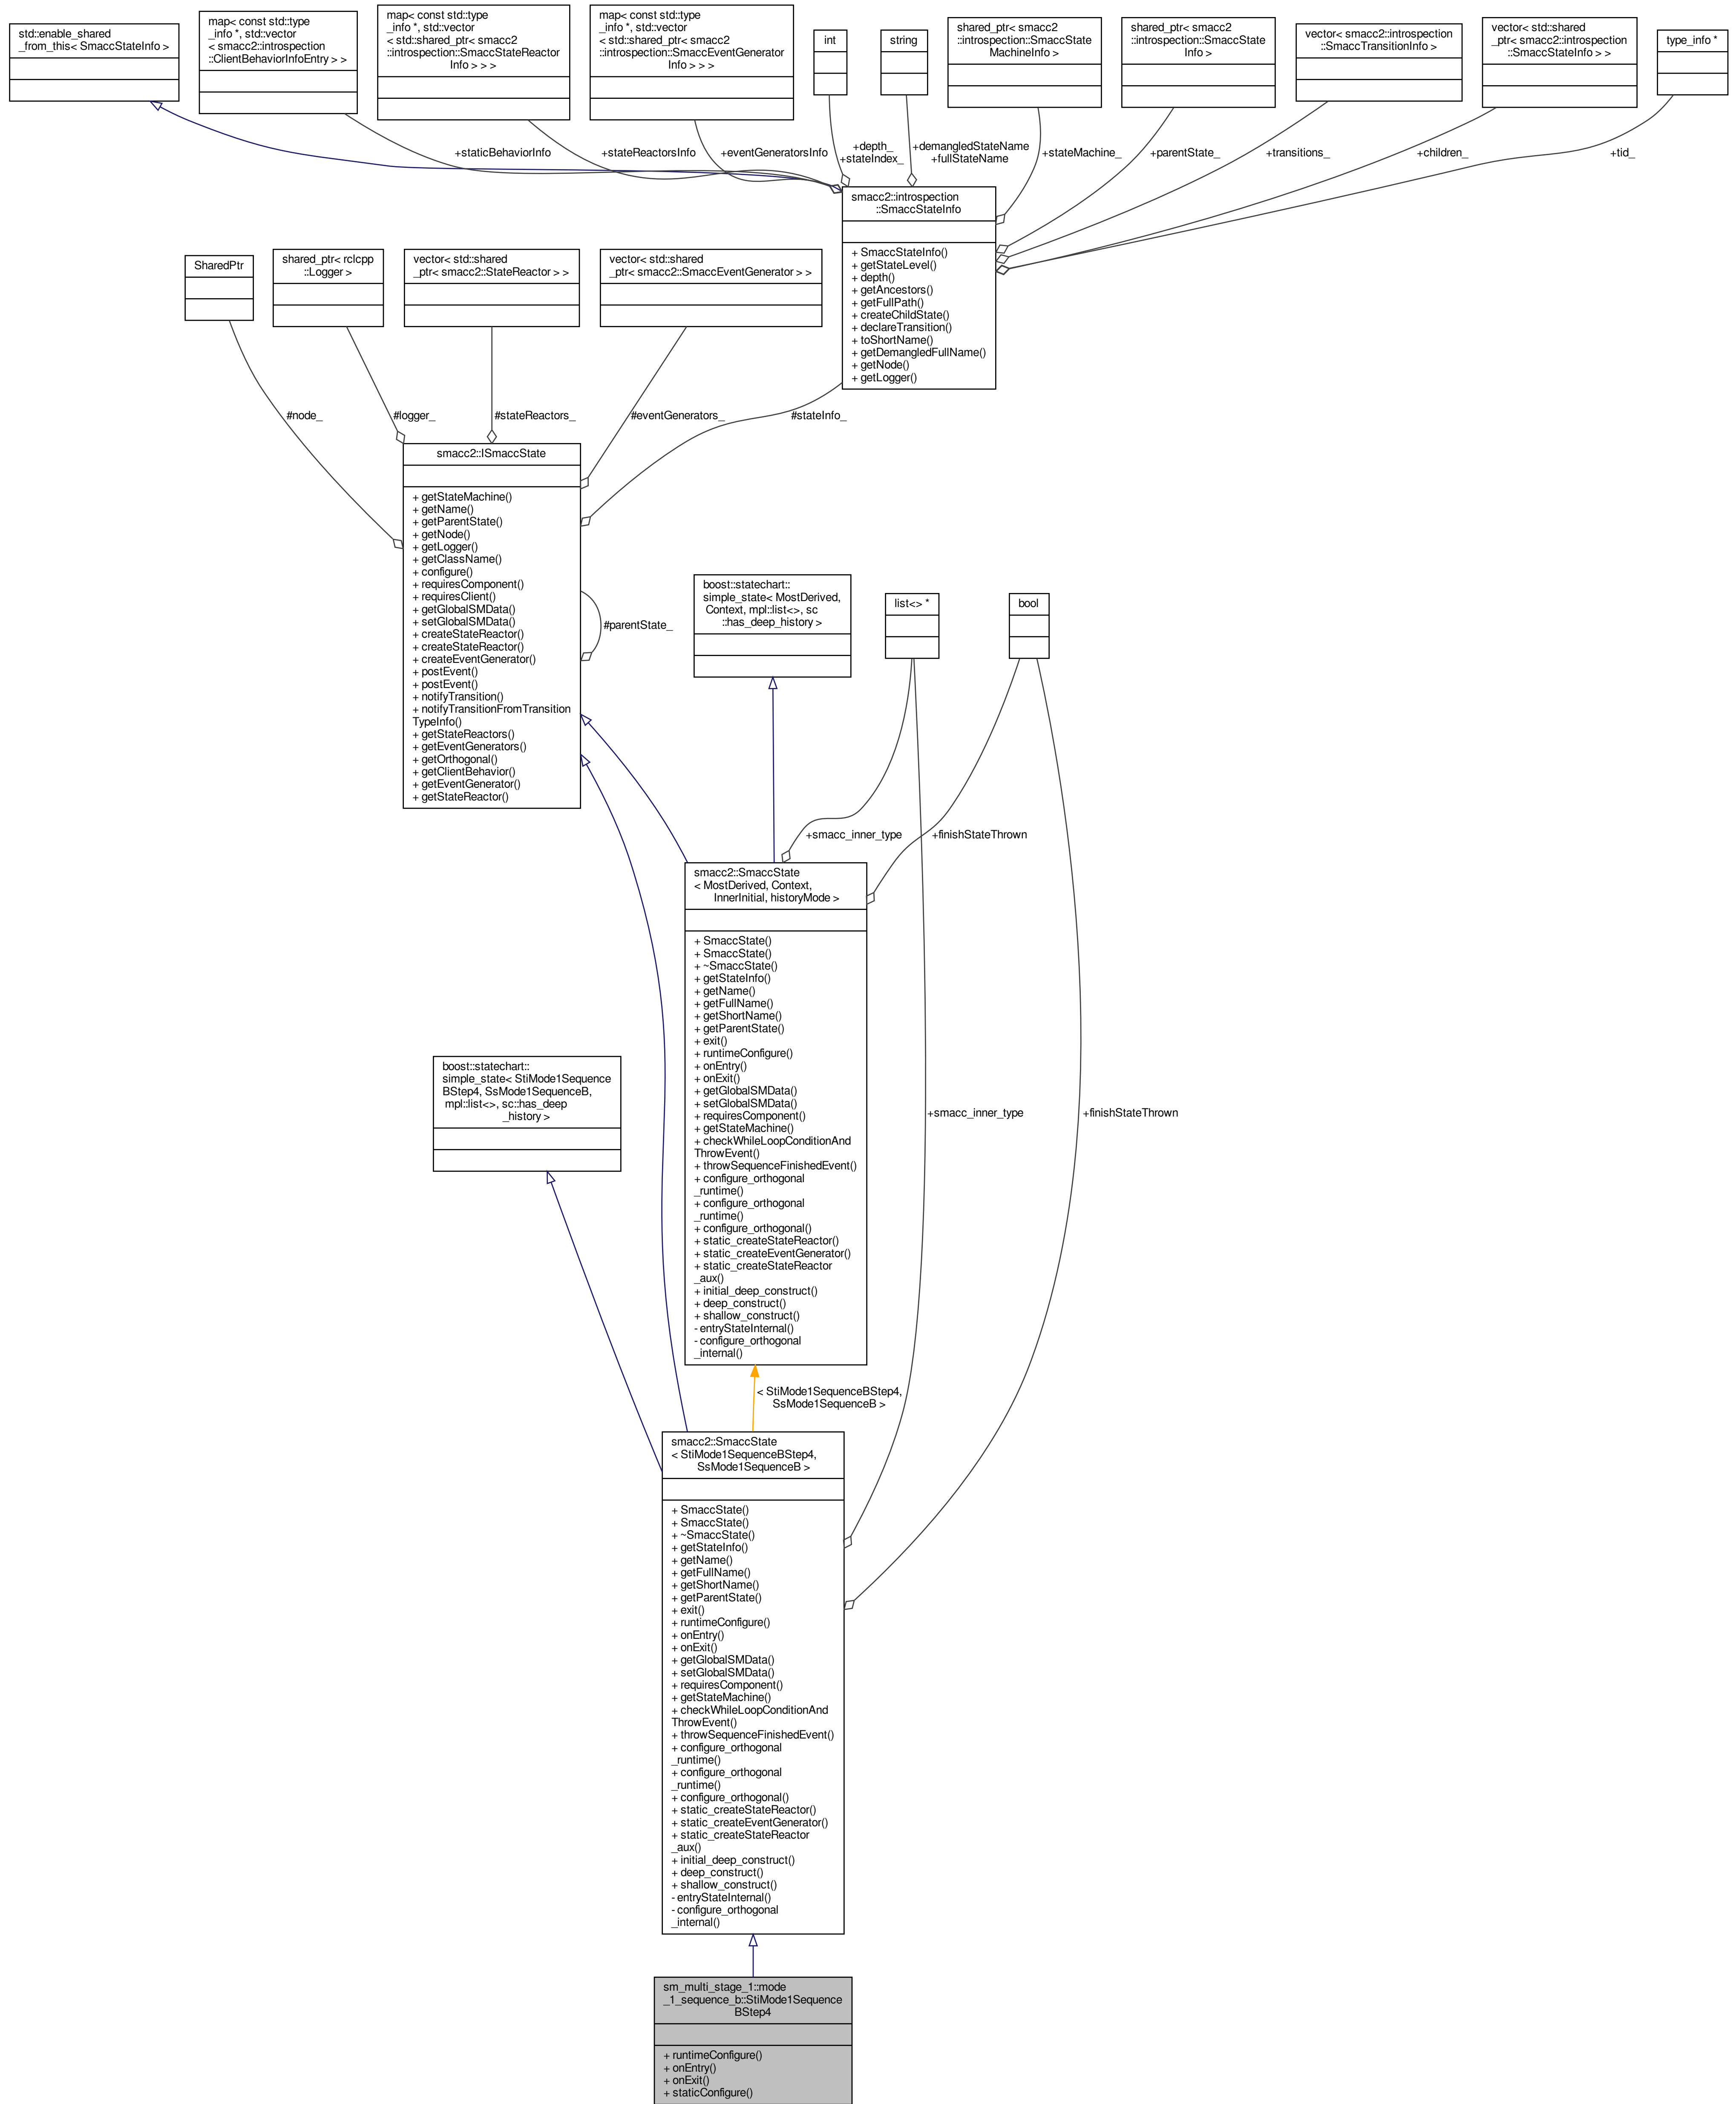 std::enable_shared
_from_this< SmaccStateInfo >
map< const std::type
_info *, std::vector
< smacc2::introspection
::ClientBehaviorInfoEntry > >
map< const std::type
_info *, std::vector
< std::shared_ptr< smacc2
::introspection::SmaccStateReactor
Info > > >
map< const std::type
_info *, std::vector
< std::shared_ptr< smacc2
::introspection::SmaccEventGenerator
Info > > >
int
string
shared_ptr< smacc2
::introspection::SmaccState
MachineInfo >
shared_ptr< smacc2
::introspection::SmaccState
Info >
vector< smacc2::introspection
::SmaccTransitionInfo >
vector< std::shared
_ptr< smacc2::introspection
::SmaccStateInfo > >
type_info *
+staticBehaviorInfo
+stateReactorsInfo
+eventGeneratorsInfo
+depth_
+stateIndex_
+demangledStateName
+fullStateName
+stateMachine_
+parentState_
+transitions_
+children_
+tid_
smacc2::introspection
::SmaccStateInfo
+ SmaccStateInfo()
+ getStateLevel()
+ depth()
+ getAncestors()
+ getFullPath()
+ createChildState()
+ declareTransition()
+ toShortName()
+ getDemangledFullName()
+ getNode()
+ getLogger()
SharedPtr
shared_ptr< rclcpp
::Logger >
vector< std::shared
_ptr< smacc2::StateReactor > >
vector< std::shared
_ptr< smacc2::SmaccEventGenerator > >
#node_
#logger_
#stateReactors_
#eventGenerators_
#stateInfo_
smacc2::ISmaccState
+ getStateMachine()
+ getName()
+ getParentState()
+ getNode()
+ getLogger()
+ getClassName()
+ configure()
+ requiresComponent()
+ requiresClient()
+ getGlobalSMData()
+ setGlobalSMData()
+ createStateReactor()
+ createStateReactor()
+ createEventGenerator()
+ postEvent()
+ postEvent()
+ notifyTransition()
+ notifyTransitionFromTransition
TypeInfo()
+ getStateReactors()
+ getEventGenerators()
+ getOrthogonal()
+ getClientBehavior()
+ getEventGenerator()
+ getStateReactor()
#parentState_
boost::statechart::
simple_state< MostDerived,
Context, mpl::list<>, sc
::has_deep_history >
list<> *
bool
+smacc_inner_type
+finishStateThrown
smacc2::SmaccState
< MostDerived, Context,
InnerInitial, historyMode >
+ SmaccState()
+ SmaccState()
+ ~SmaccState()
+ getStateInfo()
+ getName()
+ getFullName()
+ getShortName()
+ getParentState()
+ exit()
+ runtimeConfigure()
+ onEntry()
+ onExit()
+ getGlobalSMData()
+ setGlobalSMData()
+ requiresComponent()
+ getStateMachine()
+ checkWhileLoopConditionAnd
ThrowEvent()
+ throwSequenceFinishedEvent()
+ configure_orthogonal
_runtime()
+ configure_orthogonal
_runtime()
+ configure_orthogonal()
+ static_createStateReactor()
+ static_createEventGenerator()
+ static_createStateReactor
_aux()
+ initial_deep_construct()
+ deep_construct()
+ shallow_construct()
- entryStateInternal()
- configure_orthogonal
_internal()
boost::statechart::
simple_state< StiMode1Sequence
BStep4, SsMode1SequenceB,
mpl::list<>, sc::has_deep
_history >
+smacc_inner_type
+finishStateThrown
< StiMode1SequenceBStep4,
SsMode1SequenceB >
smacc2::SmaccState
< StiMode1SequenceBStep4,
SsMode1SequenceB >
+ SmaccState()
+ SmaccState()
+ ~SmaccState()
+ getStateInfo()
+ getName()
+ getFullName()
+ getShortName()
+ getParentState()
+ exit()
+ runtimeConfigure()
+ onEntry()
+ onExit()
+ getGlobalSMData()
+ setGlobalSMData()
+ requiresComponent()
+ getStateMachine()
+ checkWhileLoopConditionAnd
ThrowEvent()
+ throwSequenceFinishedEvent()
+ configure_orthogonal
_runtime()
+ configure_orthogonal
_runtime()
+ configure_orthogonal()
+ static_createStateReactor()
+ static_createEventGenerator()
+ static_createStateReactor
_aux()
+ initial_deep_construct()
+ deep_construct()
+ shallow_construct()
- entryStateInternal()
- configure_orthogonal
_internal()
sm_multi_stage_1::mode
_1_sequence_b::StiMode1Sequence
BStep4
+ runtimeConfigure()
+ onEntry()
+ onExit()
+ staticConfigure()